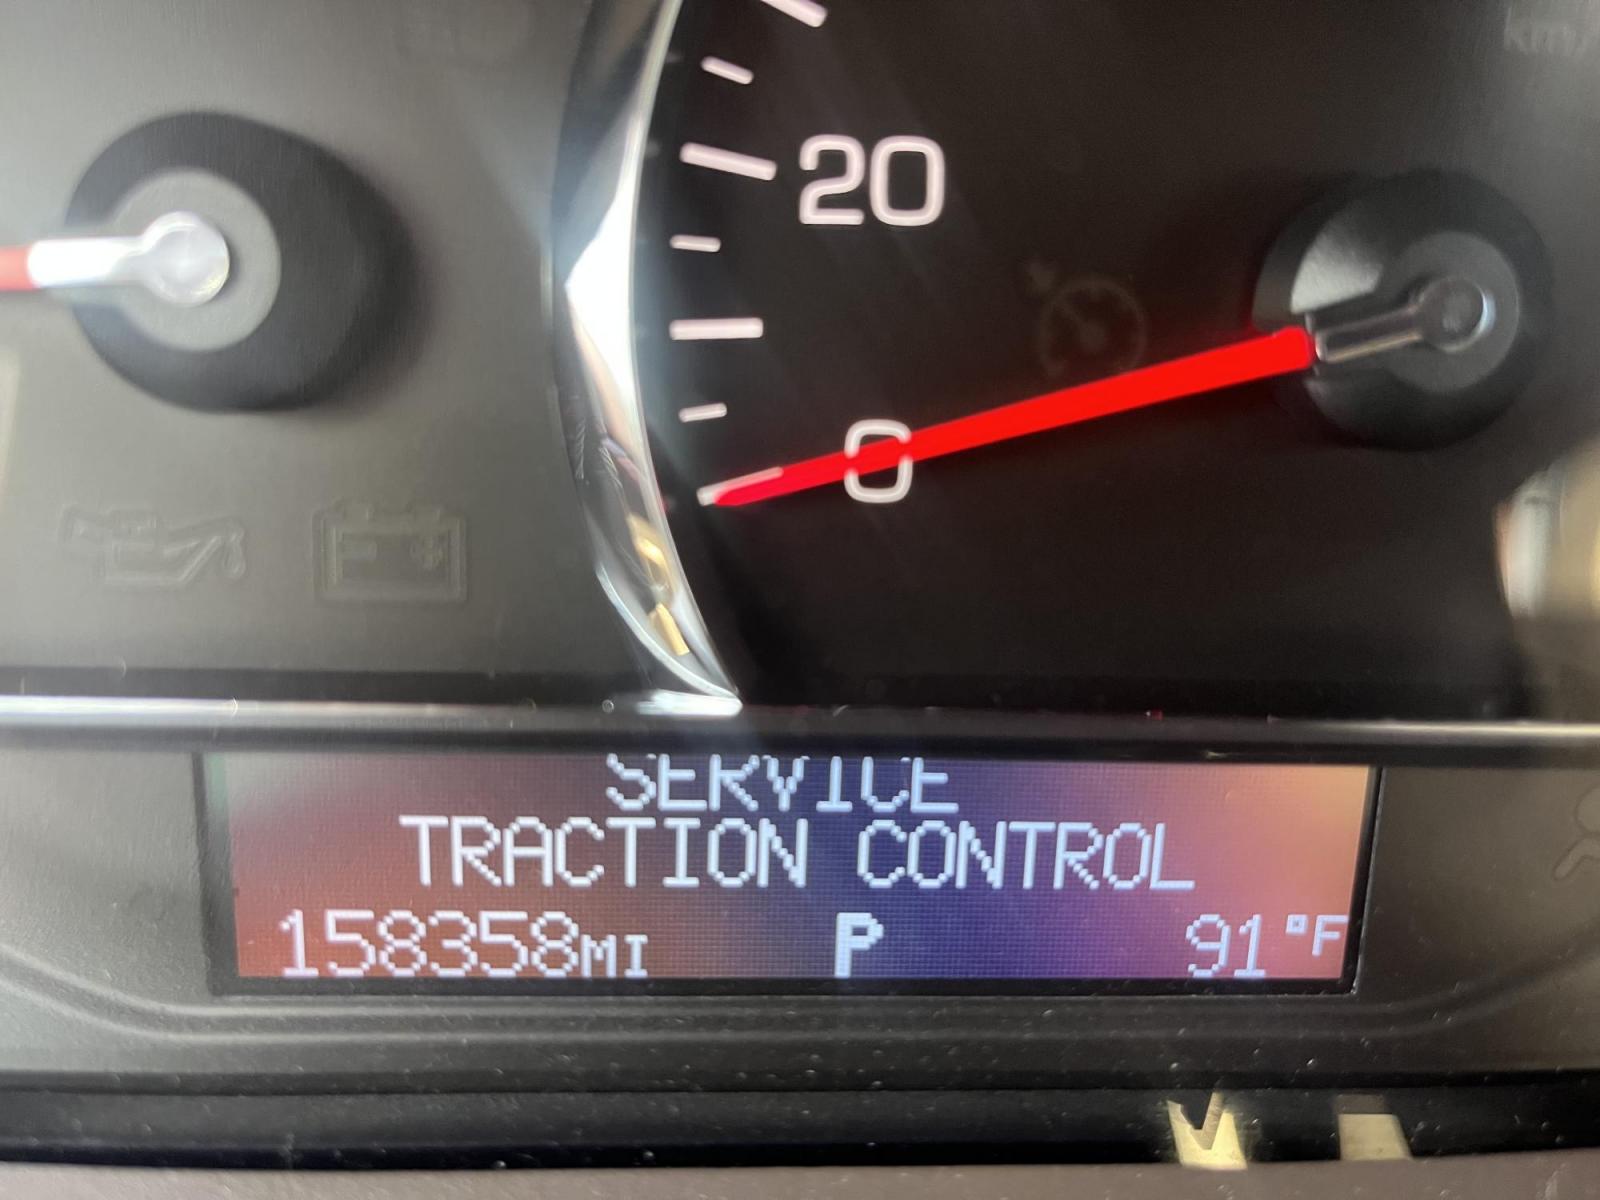 20
0
SERVICE
TRACTION CONTROL
158358MI P 91°F